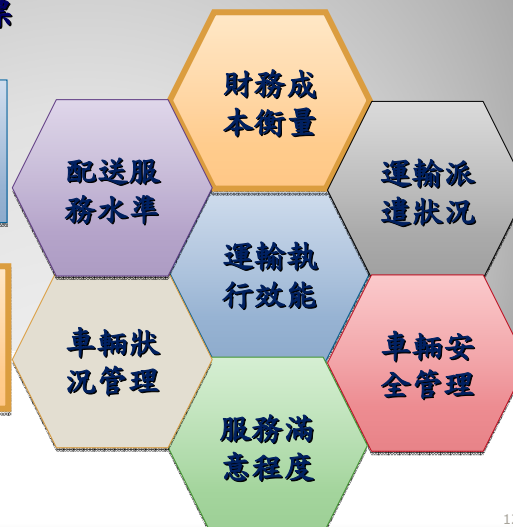 財務成
本衡量
配送服
務水準
運輸派
遣狀況
運輸執
行效能
車輛狀
況管理
車輛安
全管理
服務滿
意程度